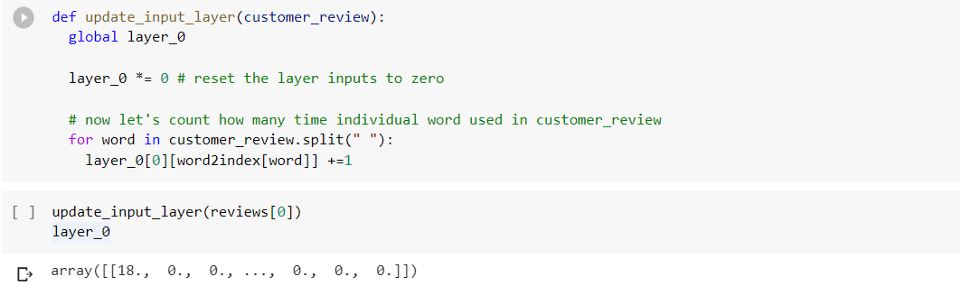 def update_input_layer(customer_review):
global layer_0
layer_0 *= 0 # reset the layer inputs to zero
# now let's count how many time individual word used in customer_review
for word in customer_review.split(" "):
layer_0[0][word2index[word]] +=1
[ ] update_input_layer(reviews[0])
layer_0
array([[18., 0., 0., ..., 0., 0., 0.]])